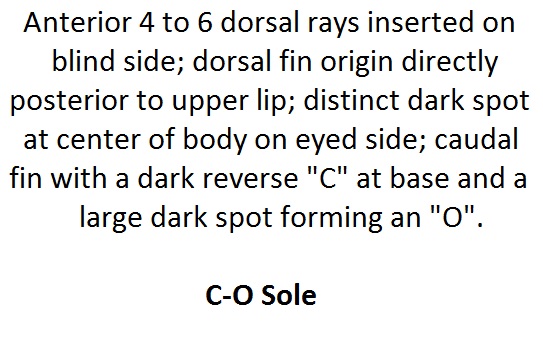 Anterior 4 to 6 dorsal rays inserted on
blind side; dorsal fin origin directly
posterior to upper lip; distinct dark spot
at center of body on eyed side; caudal
fin with a dark reverse "C" at base and a
large dark spot forming an "O".
C-O Sole